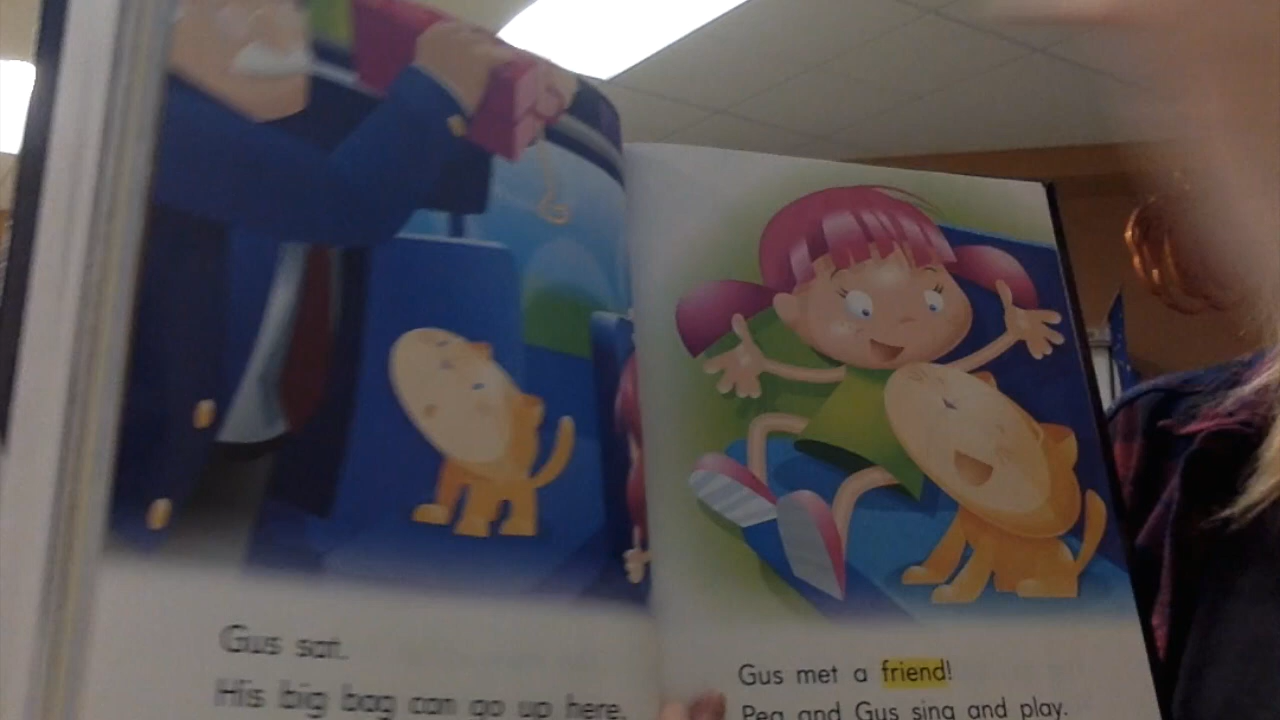 Gus sat.
His big bag can go up here.
Gus met a friend!
Peg and Gus sing and play.